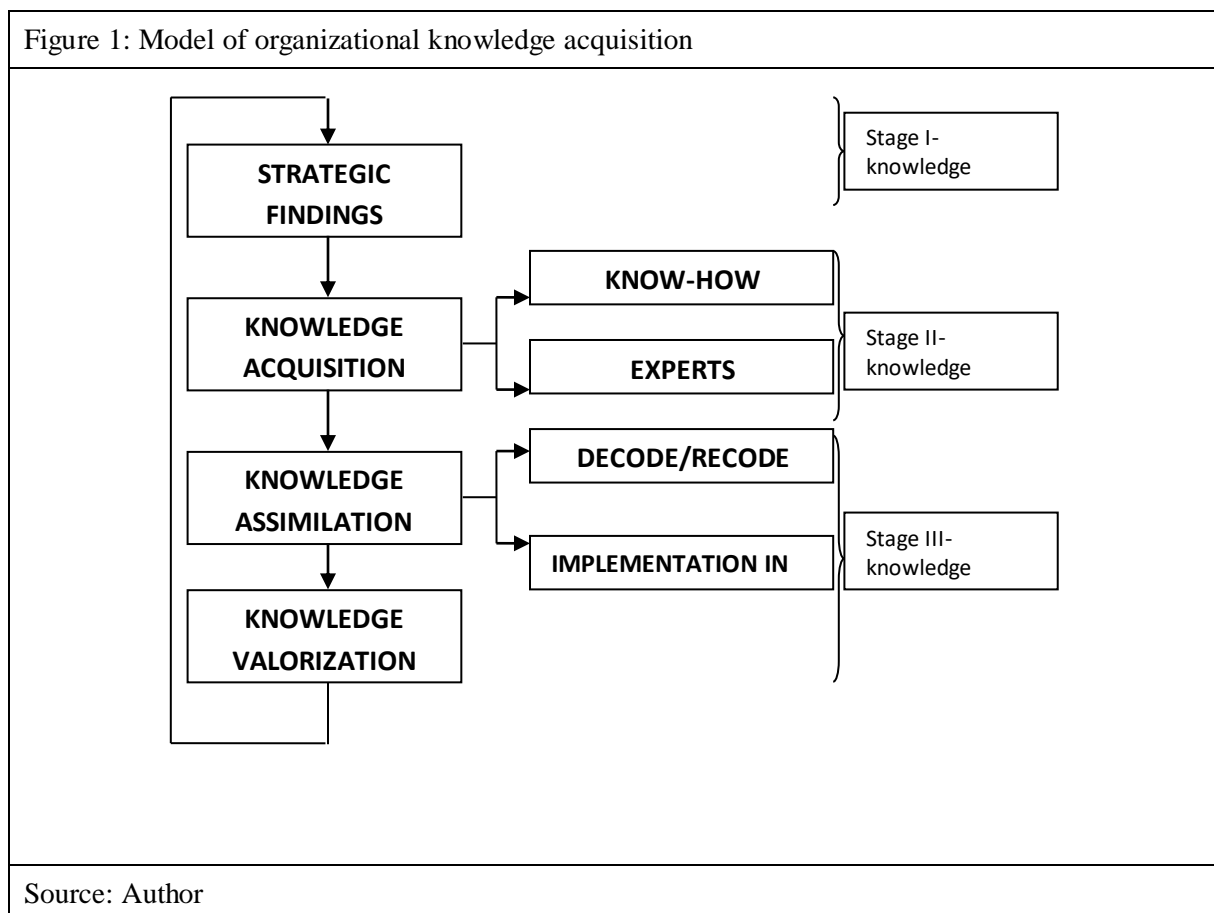 Figure 1: Model of organizational knowledge acquisition
STRATEGIC
FINDINGS
Stage I-
knowledge
KNOWLEDGE
ACQUISITION
KNOW-HOW
EXPERTS
Stage II-
knowledge
KNOWLEDGE
ASSIMILATION
DECODE/RECODE
IMPLEMENTATION IN
Stage III-
knowledge
KNOWLEDGE
VALORIZATION
Source: Author